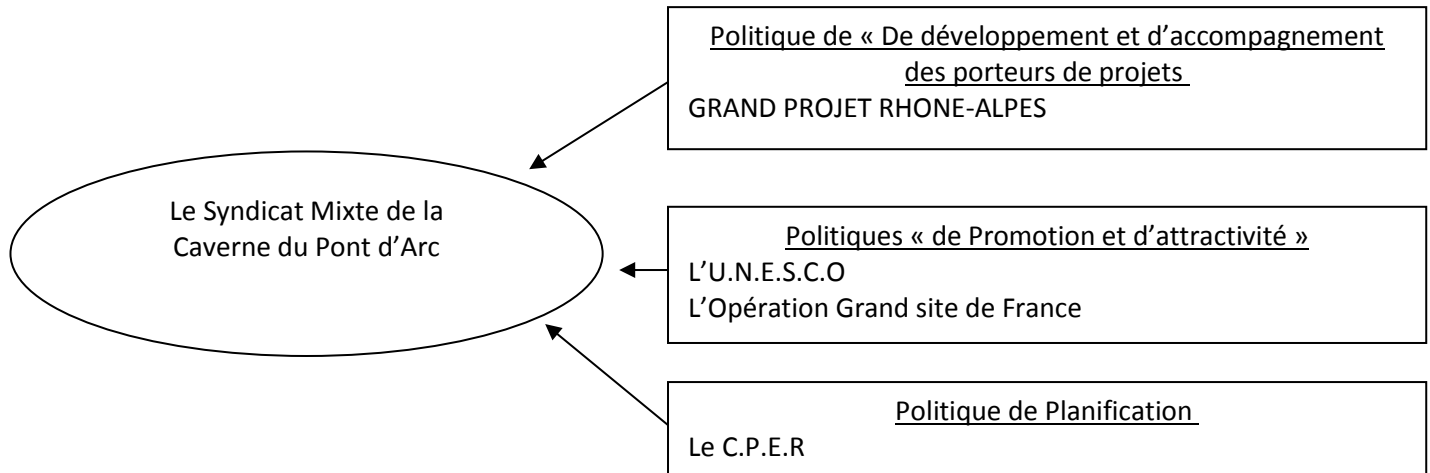 Politique de « De développement et d’accompagnement
des porteurs de projets
GRAND PROJET RHONE-ALPES
Le Syndicat Mixte de la
Caverne du Pont d’Arc
Politiques « de Promotion et d’attractivité »
L’U.N.E.S.C.O
L’Opération Grand site de France
Politique de Planification
Le C.P.E.R